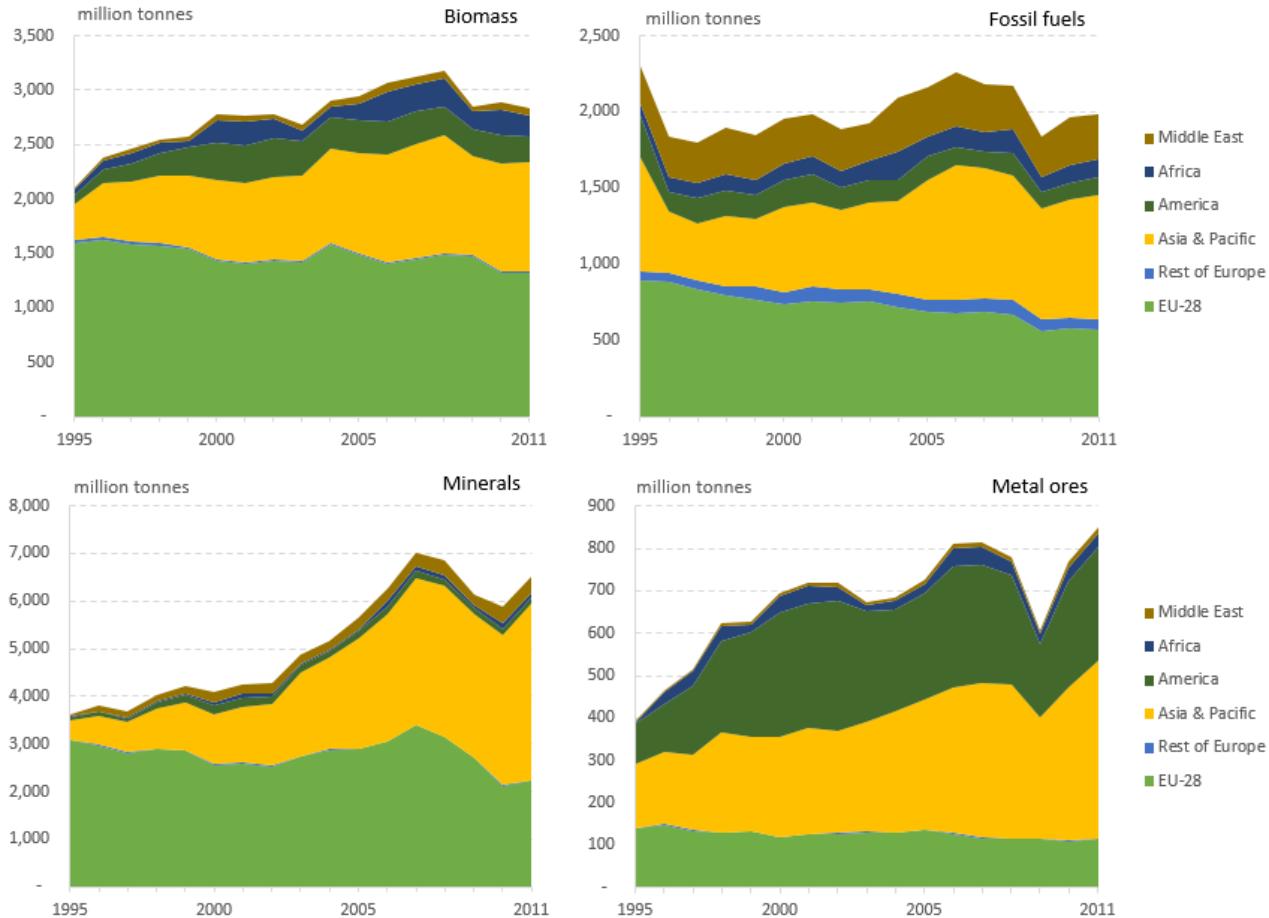 million tonnes
Biomass
3,500
3,000
2,500
2,000
1,500
1,000
500
-
1995
2000
2005
2011
million tonnes
Fossil fuels
2,500
2,000
1,500
1,000
500
-
1995
2000
2005
2011
Middle East
Africa
America
Asia & Pacific
Rest of Europe
EU-28
million tonnes
Minerals
8,000
7,000
6,000
5,000
4,000
3,000
2,000
1,000
-
1995
2000
2005
2011
million tonnes
Metal ores
900
800
700
600
500
400
300
200
100
-
1995
2000
2005
2011
Middle East
Africa
America
Asia & Pacific
Rest of Europe
EU-28